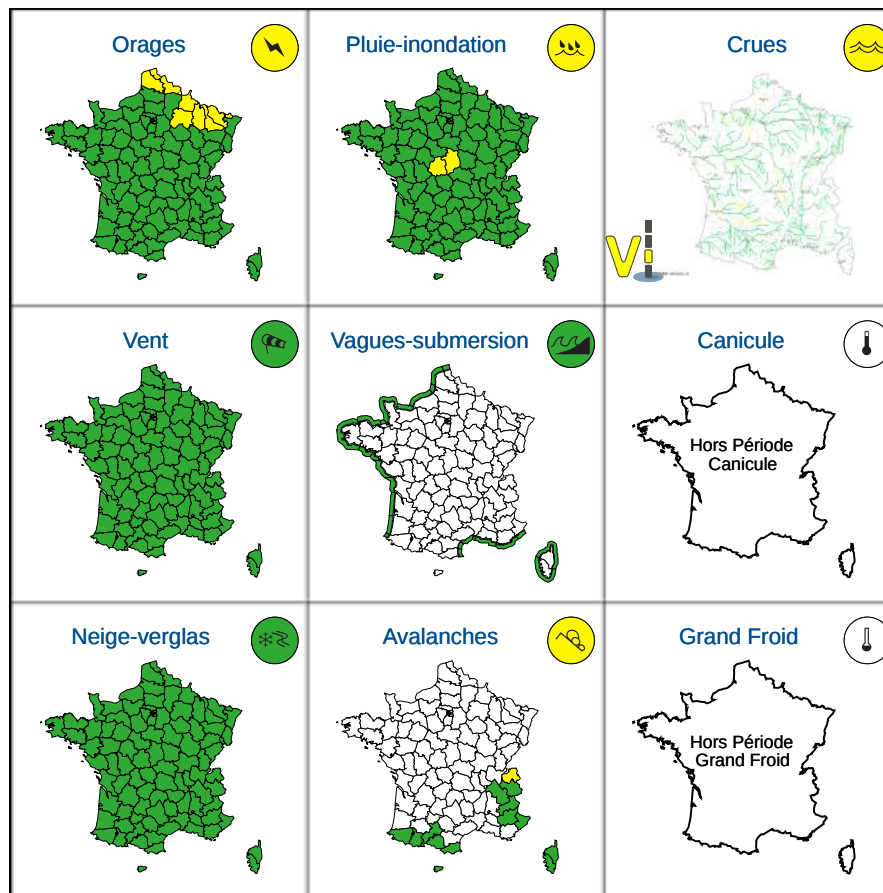 Orages
Pluie-inondation
Crues
Vi
Vent
Vagues-submersion
Canicule
Hors Période
Canicule
Neige-verglas
Avalanches
Grand Froid
Hors Période
Grand Froid